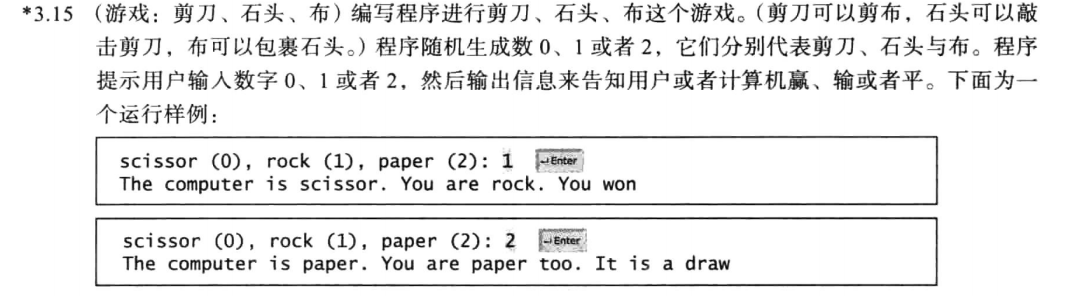 *3.15 (游戏：剪刀、石头、布) 编写程序进行剪刀、石头、布这个游戏。(剪刀可以剪布，石头可以敲
击剪刀，布可以包裹石头。) 程序随机生成数 0、1 或者 2，它们分别代表剪刀、石头与布。程序
提示用户输入数字 0、1 或者 2，然后输出信息来告知用户或者计算机赢、输或者平。下面为一
个运行样例：
scissor (0), rock (1), paper (2): 1 ↵Enter
The computer is scissor. You are rock. You won
scissor (0), rock (1), paper (2): 2 ↵Enter
The computer is paper. You are paper too. It is a draw